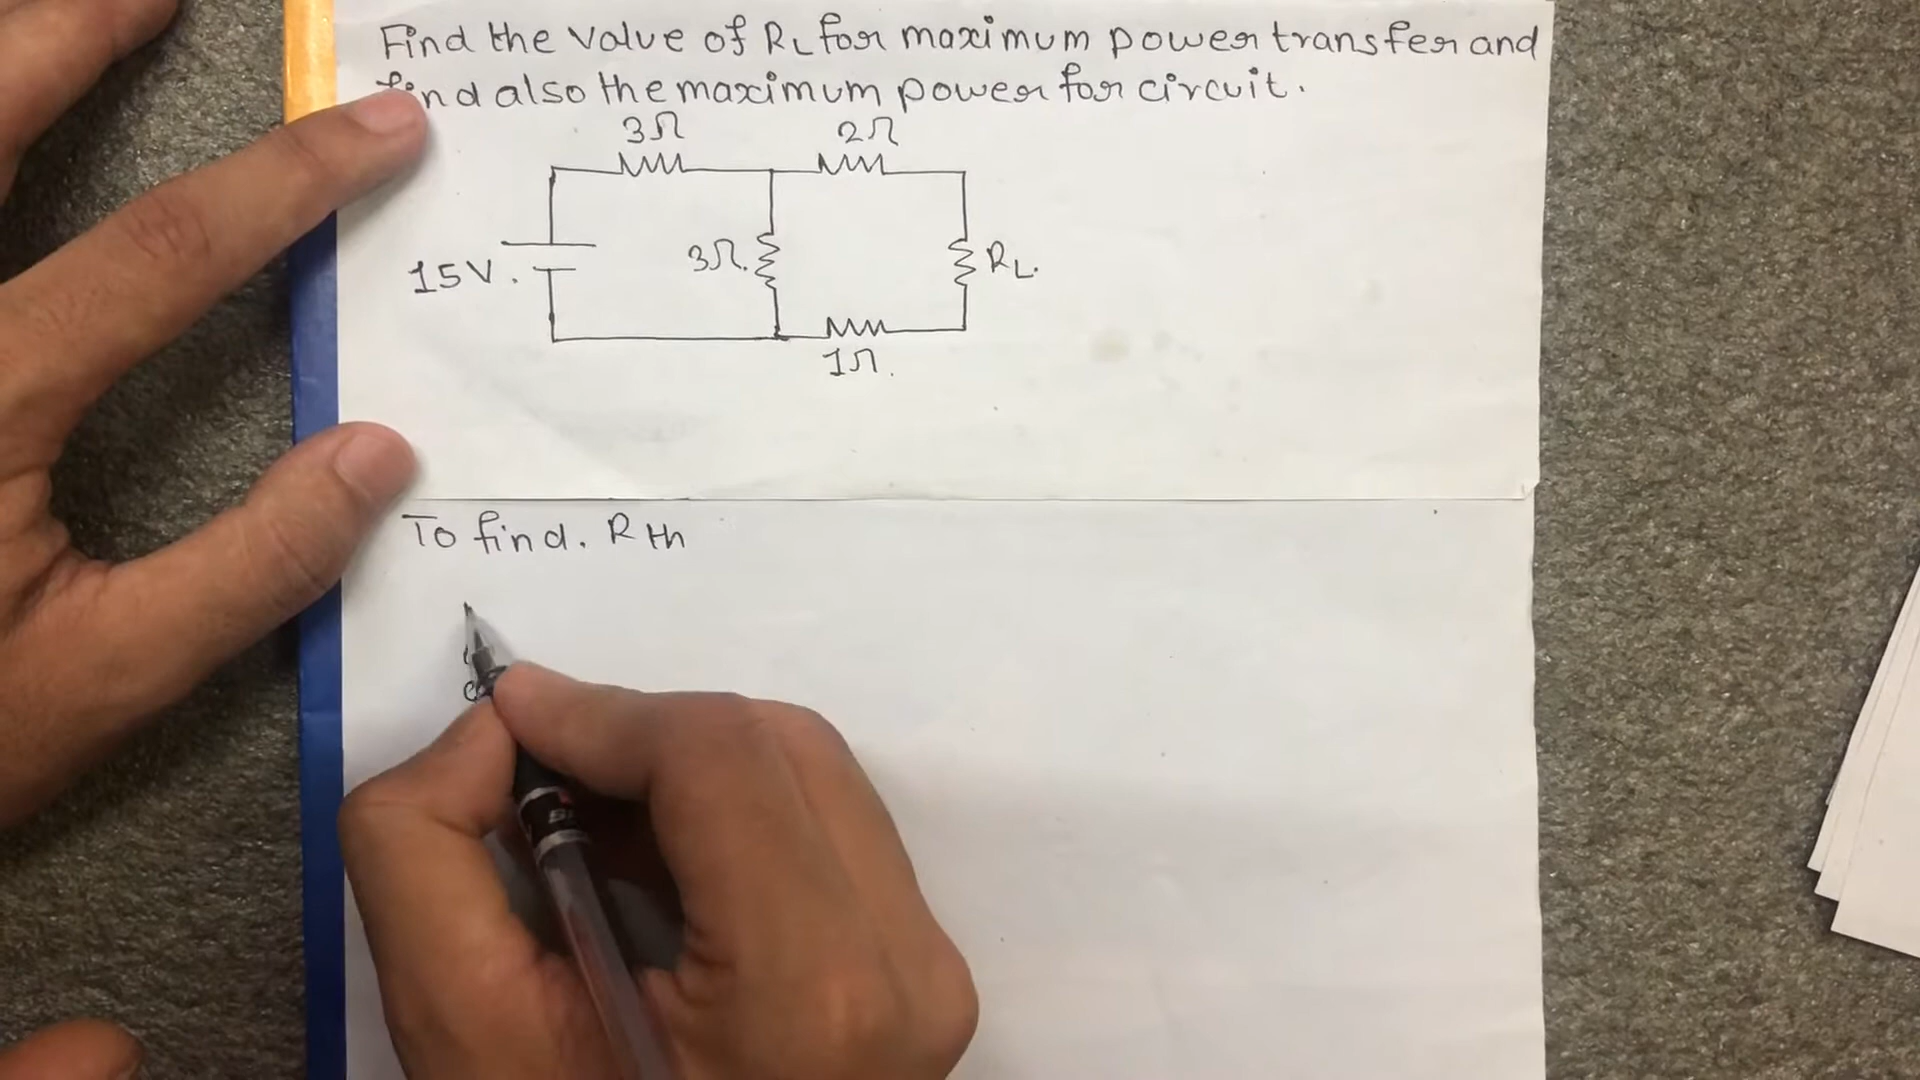 Find the value of RL for maximum power transfer and
find also the maximum power for circuit.
3Ω 2Ω
15V. 3Ω. RL.
1Ω.
To find. Rth